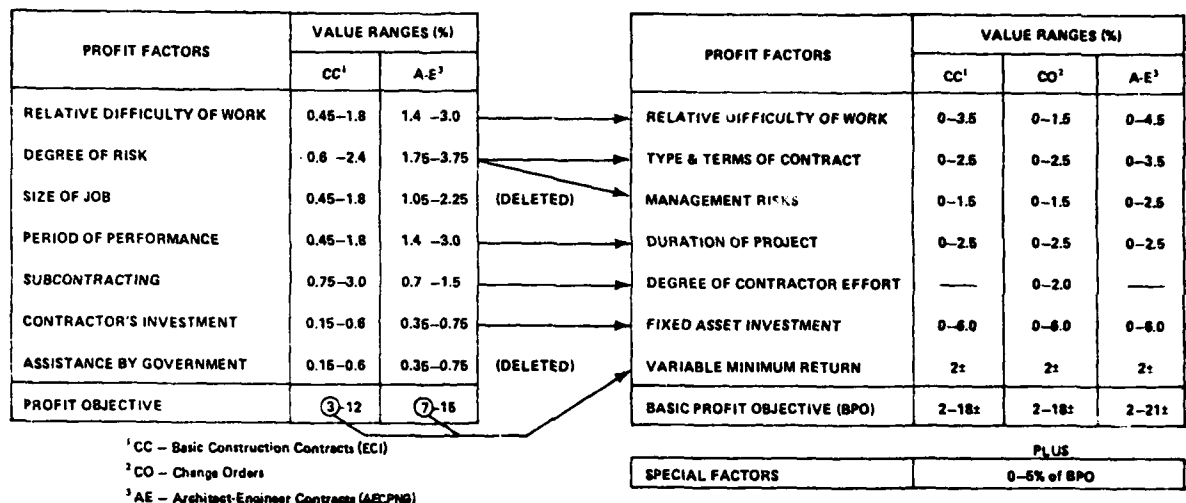 PROFIT FACTORS VALUE RANGES (%)
CC¹ A-E³
RELATIVE DIFFICULTY OF WORK 0.45–1.8 1.4 –3.0
DEGREE OF RISK 0.6 –2.4 1.75–3.75
SIZE OF JOB 0.45–1.8 1.05–2.25 (DELETED)
PERIOD OF PERFORMANCE 0.45–1.8 1.4 –3.0
SUBCONTRACTING 0.75–3.0 0.7 –1.5
CONTRACTOR'S INVESTMENT 0.15–0.6 0.35–0.75
ASSISTANCE BY GOVERNMENT 0.15–0.6 0.35–0.75 (DELETED)
PROFIT OBJECTIVE 3-12 7-15
¹ CC – Basic Construction Contracts (ECI)
² CO – Change Orders
³ AE – Architect-Engineer Contracts (AECPNG)
PROFIT FACTORS VALUE RANGES (%)
CC¹ CO² A-E³
RELATIVE DIFFICULTY OF WORK 0–3.5 0–1.5 0–4.5
TYPE & TERMS OF CONTRACT 0–2.5 0–2.5 0–3.5
MANAGEMENT RISKS 0–1.5 0–1.5 0–2.5
DURATION OF PROJECT 0–2.5 0–2.5 0–2.5
DEGREE OF CONTRACTOR EFFORT —— 0–2.0 ——
FIXED ASSET INVESTMENT 0–6.0 0–6.0 0–6.0
VARIABLE MINIMUM RETURN 2± 2± 2±
BASIC PROFIT OBJECTIVE (BPO) 2–18± 2–18± 2–21±
PLUS
SPECIAL FACTORS 0–5% of BPO